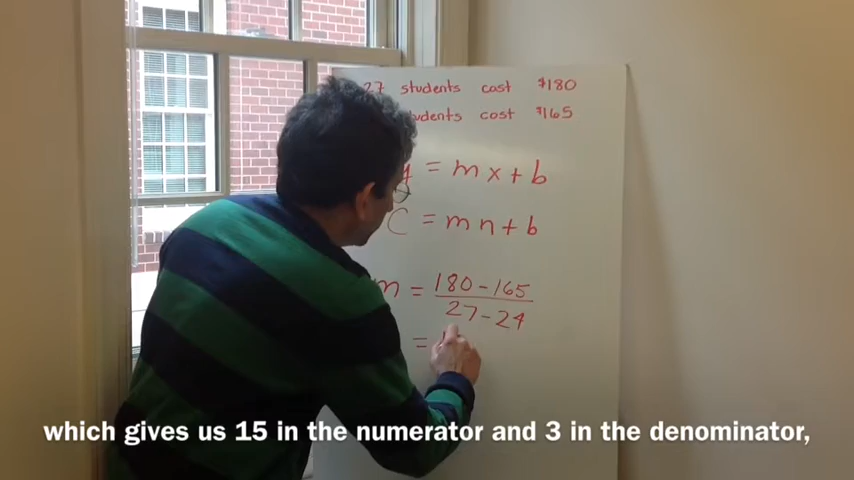 27 students cost $180
students cost $165
y = mx + b
C = mn + b
m = 180 - 165
27 - 24
=
which gives us 15 in the numerator and 3 in the denominator,